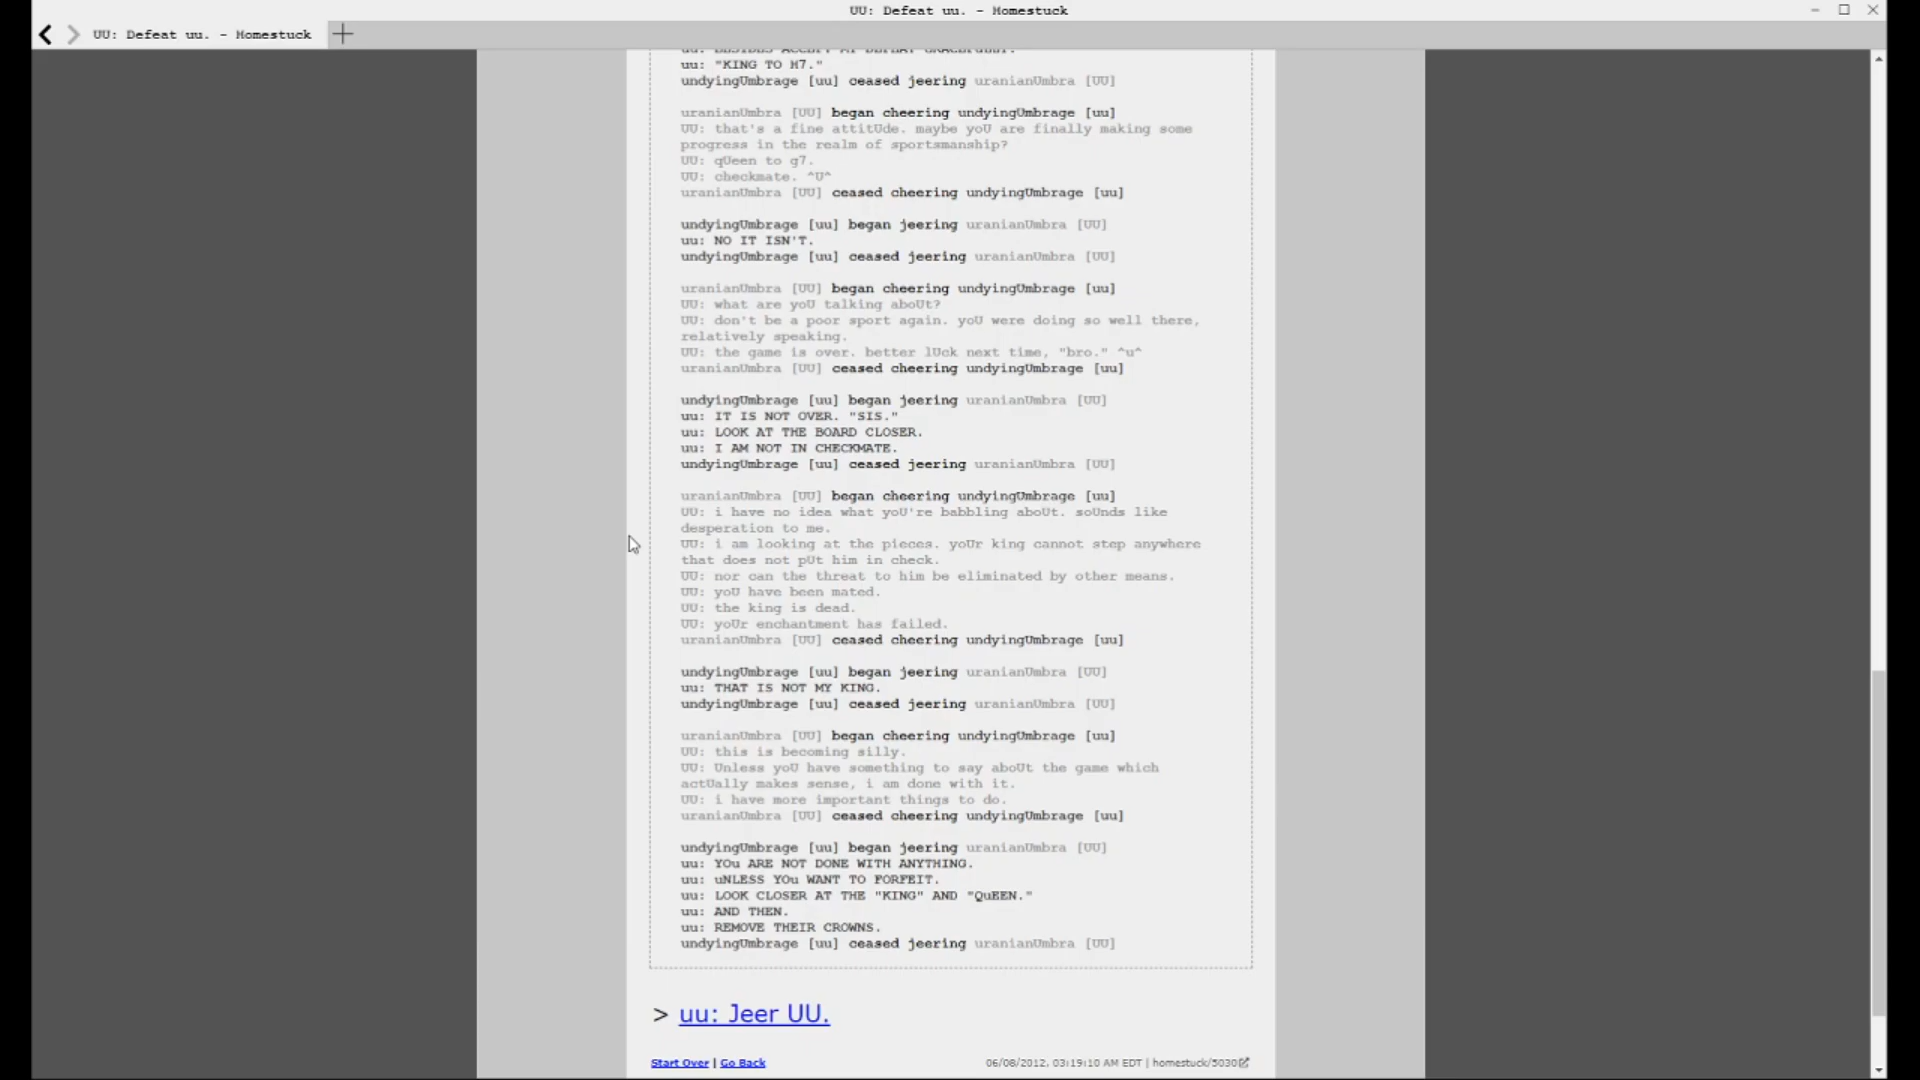 UU: Defeat uu. - Homestuck
UU: Defeat uu. - Homestuck
uu: BESIDES ACCEPT MY DEFEAT GRACEFuLLY.
uu: "KING TO H7."
undyingUmbrage [uu] ceased jeering uranianUmbra [UU]
uranianUmbra [UU] began cheering undyingUmbrage [uu]
UU: that's a fine attitUde. maybe yoU are finally making some
progress in the realm of sportsmanship?
UU: qUeen to g7.
UU: checkmate. ^U^
uranianUmbra [UU] ceased cheering undyingUmbrage [uu]
undyingUmbrage [uu] began jeering uranianUmbra [UU]
uu: NO IT ISN'T.
undyingUmbrage [uu] ceased jeering uranianUmbra [UU]
uranianUmbra [UU] began cheering undyingUmbrage [uu]
UU: what are yoU talking aboUt?
UU: don't be a poor sport again. yoU were doing so well there,
relatively speaking.
UU: the game is over. better lUck next time, "bro." ^u^
uranianUmbra [UU] ceased cheering undyingUmbrage [uu]
undyingUmbrage [uu] began jeering uranianUmbra [UU]
uu: IT IS NOT OVER. "SIS."
uu: LOOK AT THE BOARD CLOSER.
uu: I AM NOT IN CHECKMATE.
undyingUmbrage [uu] ceased jeering uranianUmbra [UU]
uranianUmbra [UU] began cheering undyingUmbrage [uu]
UU: i have no idea what yoU're babbling aboUt. soUnds like
desperation to me.
UU: i am looking at the pieces. yoUr king cannot step anywhere
that does not pUt him in check.
UU: nor can the threat to him be eliminated by other means.
UU: yoU have been mated.
UU: the king is dead.
UU: yoUr enchantment has failed.
uranianUmbra [UU] ceased cheering undyingUmbrage [uu]
undyingUmbrage [uu] began jeering uranianUmbra [UU]
uu: THAT IS NOT MY KING.
undyingUmbrage [uu] ceased jeering uranianUmbra [UU]
uranianUmbra [UU] began cheering undyingUmbrage [uu]
UU: this is becoming silly.
UU: Unless yoU have something to say aboUt the game which
actUally makes sense, i am done with it.
UU: i have more important things to do.
uranianUmbra [UU] ceased cheering undyingUmbrage [uu]
undyingUmbrage [uu] began jeering uranianUmbra [UU]
uu: YOu ARE NOT DONE WITH ANYTHING.
uu: uNLESS YOu WANT TO FORFEIT.
uu: LOOK CLOSER AT THE "KING" AND "QuEEN."
uu: AND THEN.
uu: REMOVE THEIR CROWNS.
undyingUmbrage [uu] ceased jeering uranianUmbra [UU]
> uu: Jeer UU.
Start Over | Go Back
06/08/2012, 03:19:10 AM EDT | homestuck/5030